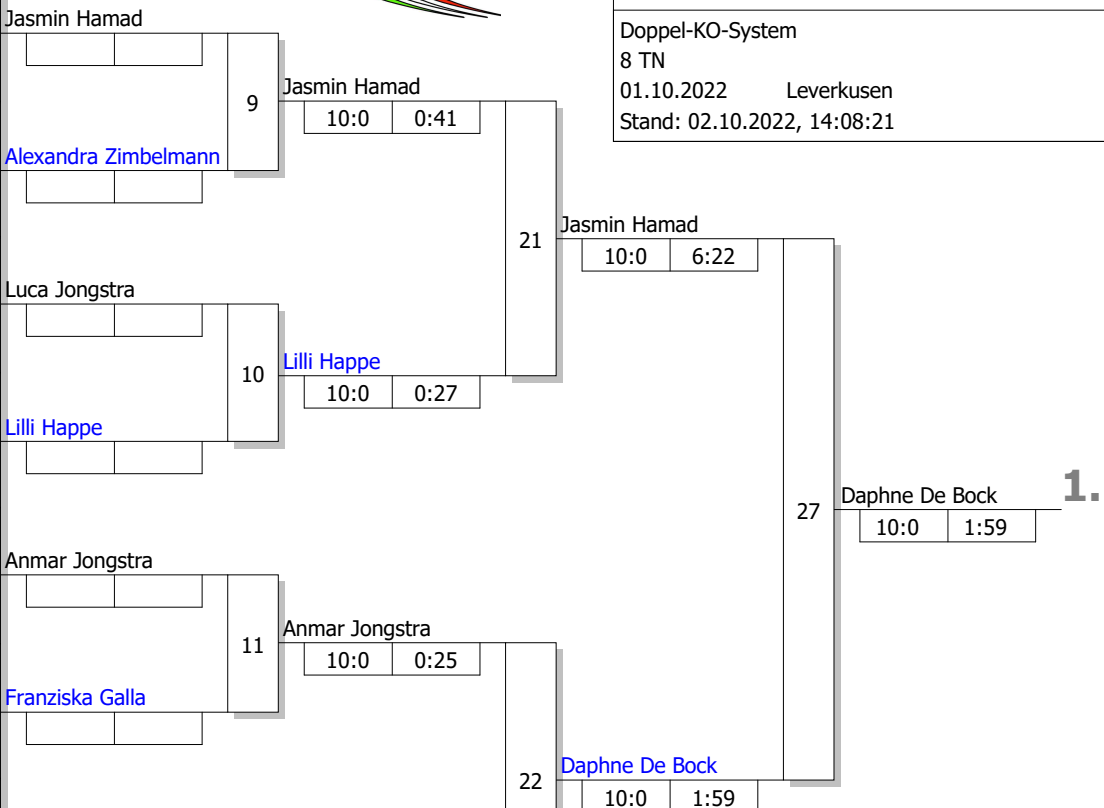 Jasmin Hamad
Doppel-KO-System
8 TN
01.10.2022 Leverkusen
Stand: 02.10.2022, 14:08:21
Jasmin Hamad
9
10:0 0:41
Alexandra Zimbelmann
Jasmin Hamad
21
10:0 6:22
Luca Jongstra
Lilli Happe
10
10:0 0:27
Lilli Happe
1.
Daphne De Bock
27
10:0 1:59
Anmar Jongstra
Anmar Jongstra
11
10:0 0:25
Franziska Galla
Daphne De Bock
22
10:0 1:59